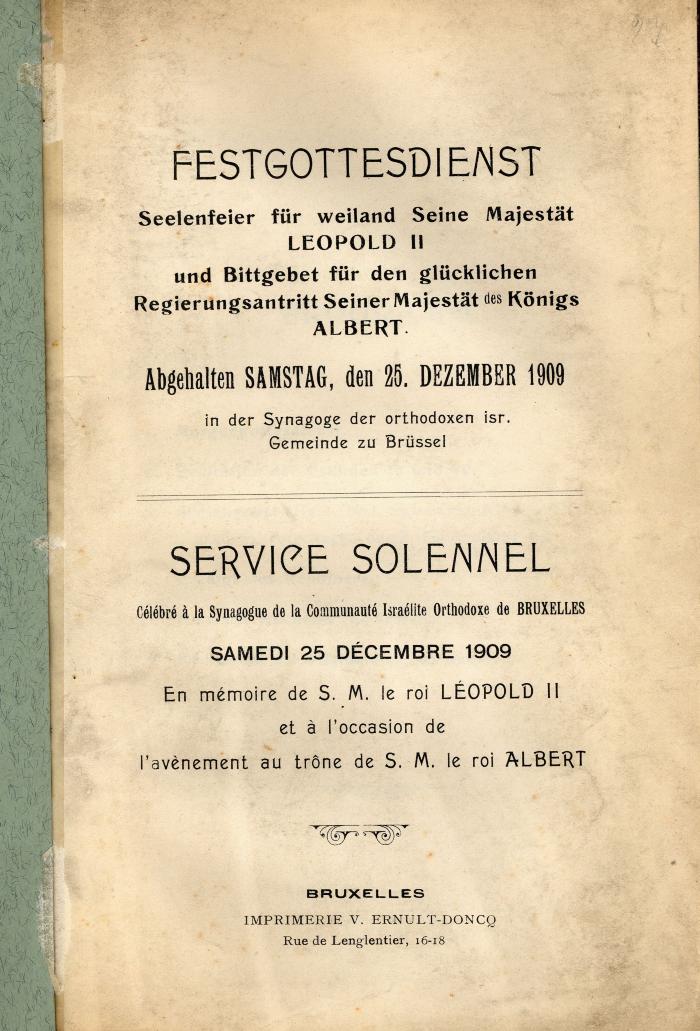 FESTGOTTESDIENST
Seelenfeier für weiland Seine Majestät
LEOPOLD II
und Bittgebet für den glücklichen
Regierungsantritt Seiner Majestät des Königs
ALBERT.
Abgehalten SAMSTAG, den 25. DEZEMBER 1909
in der Synagoge der orthodoxen isr.
Gemeinde zu Brüssel
SERVICE SOLENNEL
Célébré à la Synagogue de la Communauté Israélite Orthodoxe de BRUXELLES
SAMEDI 25 DÉCEMBRE 1909
En mémoire de S. M. le roi LÉOPOLD II
et à l'occasion de
l'avènement au trône de S. M. le roi ALBERT
BRUXELLES
IMPRIMERIE V. ERNULT-DONCQ
Rue de Lenglentier, 16-18